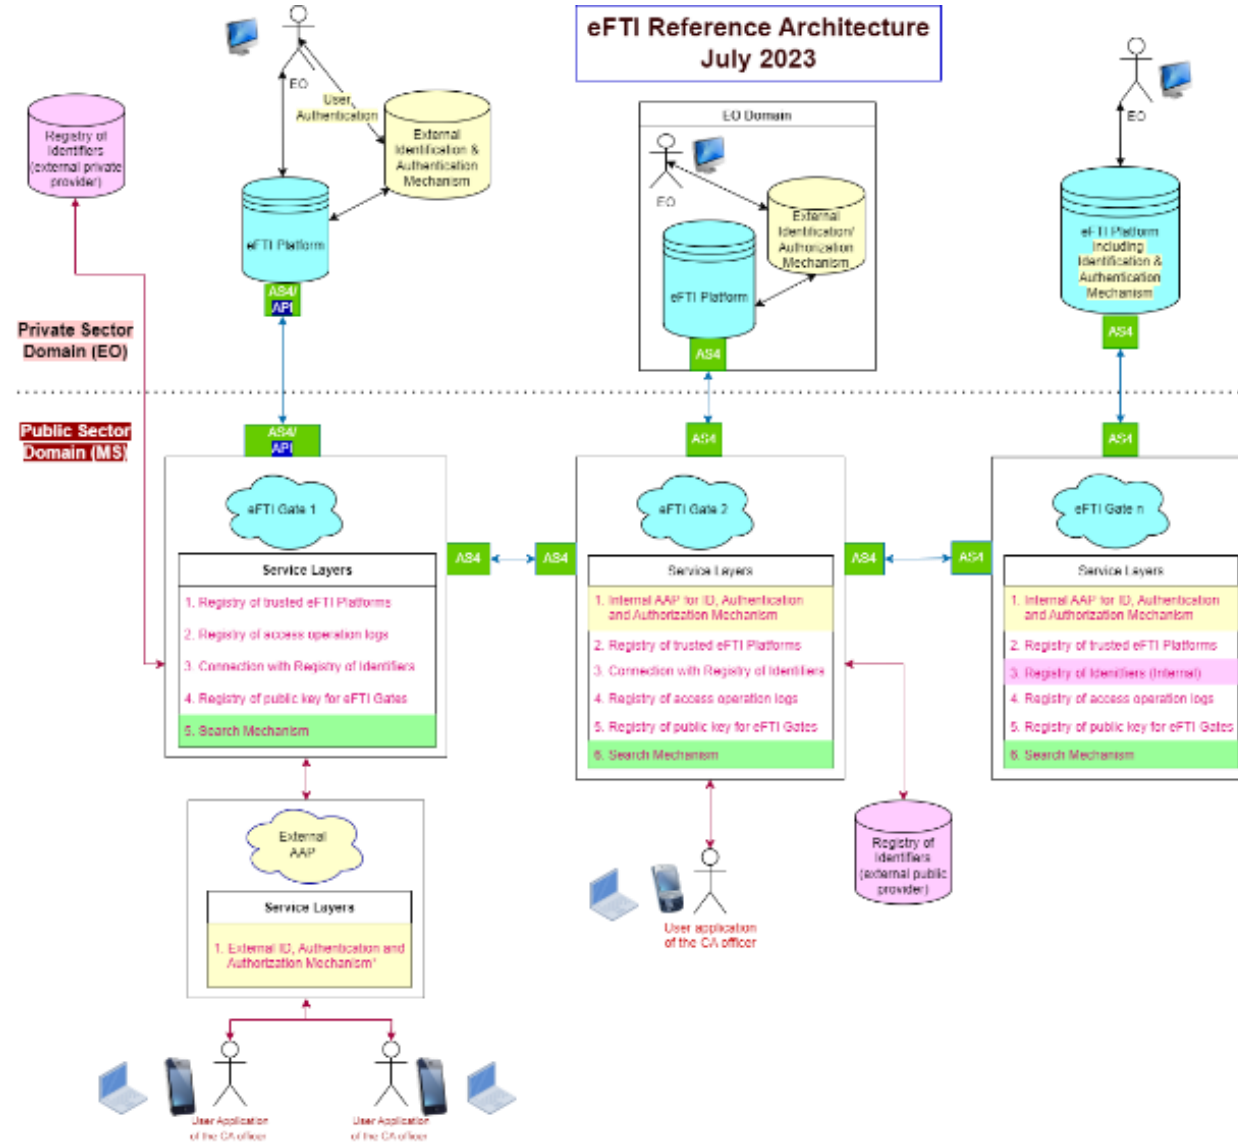 eFTI Reference Architecture
July 2023
EO
User
Authentication
External
Identification &
Authentication
Mechanism
Registry of
Identifiers
(external private
provider)
eFTI Platform
AS4/
API
EO Domain
EO
External
Identification/
Authorization
Mechanism
eFTI Platform
AS4
EO
eFTI Platform
including
Identification &
Authentication
Mechanism
AS4
Private Sector
Domain (EO)
Public Sector
Domain (MS)
AS4/
API
eFTI Gate 1
Service Layers
1. Registry of trusted eFTI Platforms
2. Registry of access operation logs
3. Connection with Registry of Identifiers
4. Registry of public key for eFTI Gates
5. Search Mechanism
AS4
AS4
AS4
eFTI Gate 2
Service Layers
1. Internal AAP for ID, Authentication
and Authorization Mechanism
2. Registry of trusted eFTI Platforms
3. Connection with Registry of Identifiers
4. Registry of access operation logs
5. Registry of public key for eFTI Gates
6. Search Mechanism
AS4
AS4
AS4
eFTI Gate n
Service Layers
1. Internal AAP for ID, Authentication
and Authorization Mechanism
2. Registry of trusted eFTI Platforms
3. Registry of Idenitfiers (Internal)
4. Registry of access operation logs
5. Registry of public key for eFTI Gates
6. Search Mechanism
External
AAP
Service Layers
1. External ID, Authentication and
Authorization Mechanism*
User Application
of the CA officer
User Application
of the CA officer
User application
of the CA officer
Registry of
Identifiers
(external public
provider)